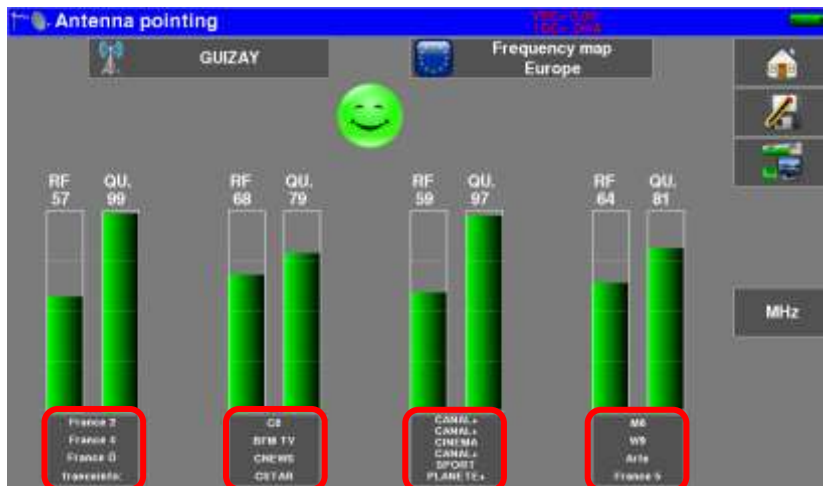 Antenna pointing
GUIZAY
Frequency map
Europe
RF QU.
57 99
RF QU.
68 79
RF QU.
59 97
RF QU.
64 81
MHz
France 2
France 4
France Ô
franceinfo:
C8
BFM TV
CNEWS
CSTAR
CANAL+
CANAL+
CINEMA
CANAL+
SPORT
PLANETE+
M6
W9
Arte
France 5